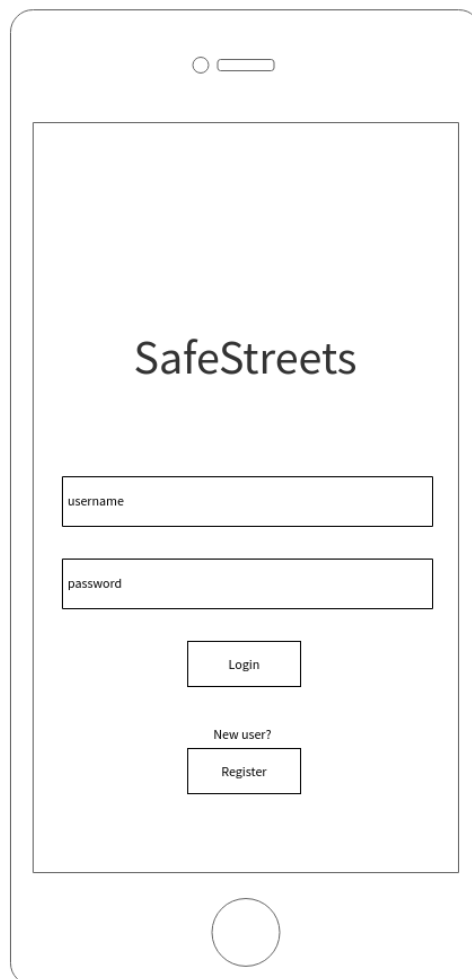 SafeStreets
username
password
Login
New user?
Register